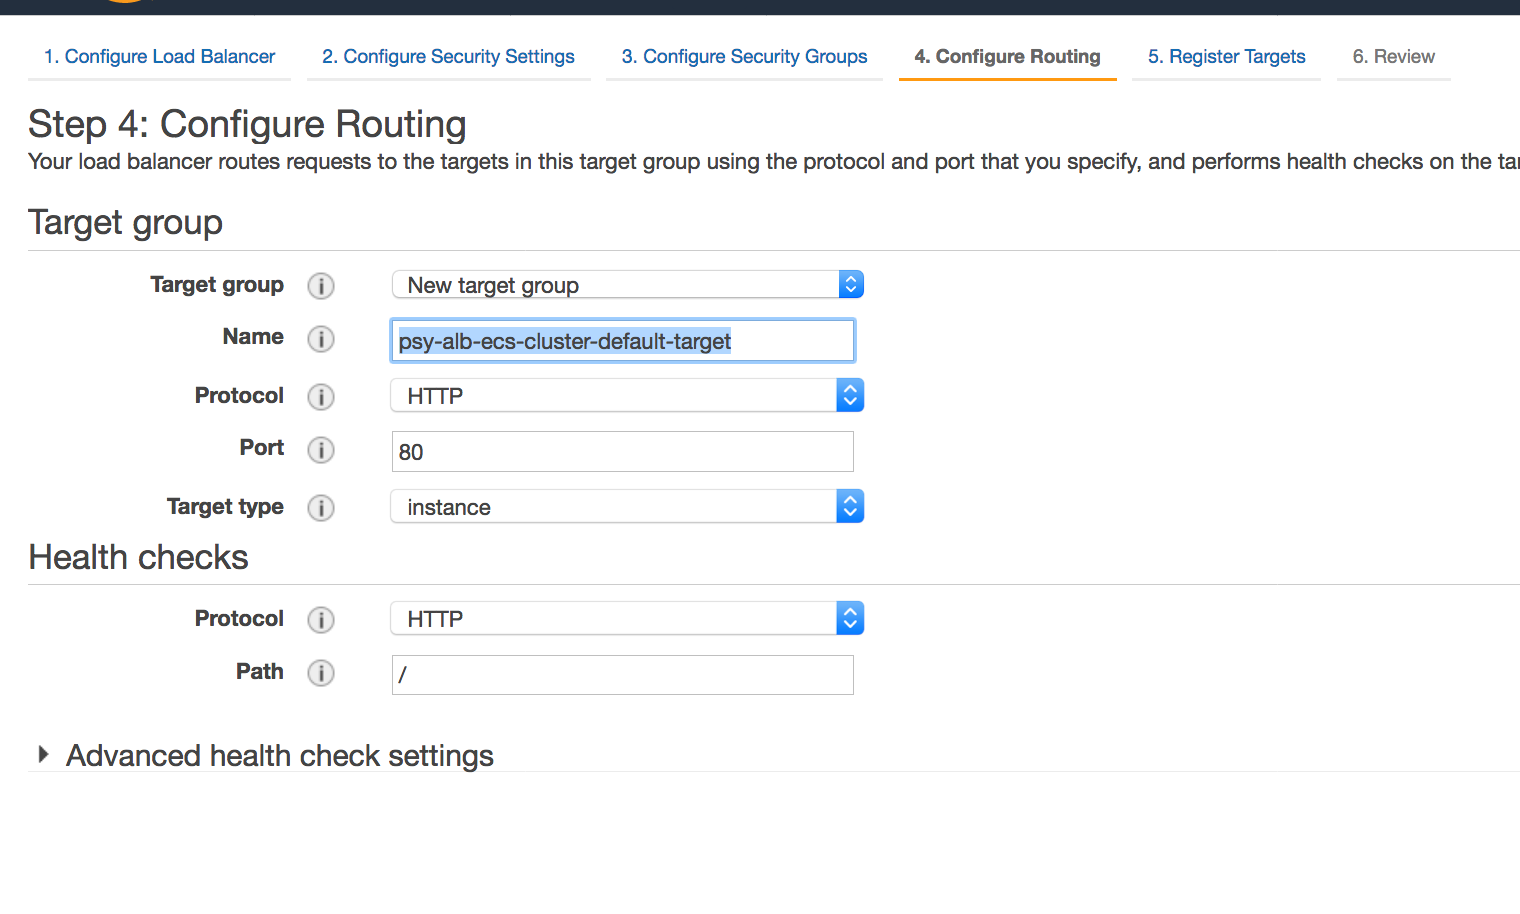 1. Configure Load Balancer 2. Configure Security Settings 3. Configure Security Groups 4. Configure Routing 5. Register Targets 6. Review
Step 4: Configure Routing
Your load balancer routes requests to the targets in this target group using the protocol and port that you specify, and performs health checks on the
Target group
Target group New target group
Name psy-alb-ecs-cluster-default-target
Protocol HTTP
Port 80
Target type instance
Health checks
Protocol HTTP
Path /
Advanced health check settings